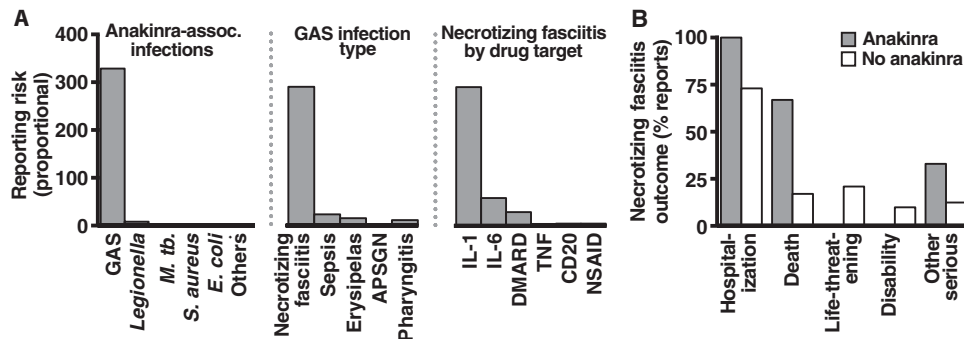 A
Anakinra-assoc.
infections
GAS infection
type
Necrotizing fasciitis
by drug target
Reporting risk
(proportional)
400
300
200
100
0
GAS
Legionella
M. tb.
S. aureus
E. coli
Others
Necrotizing
fasciitis
Sepsis
Erysipelas
APSGN
Pharyngitis
IL-1
IL-6
DMARD
TNF
CD20
NSAID
B
Necrotizing fasciitis
outcome (% reports)
100
75
50
25
0
Anakinra
No anakinra
Hospital-
ization
Death
Life-threat-
ening
Disability
Other
serious